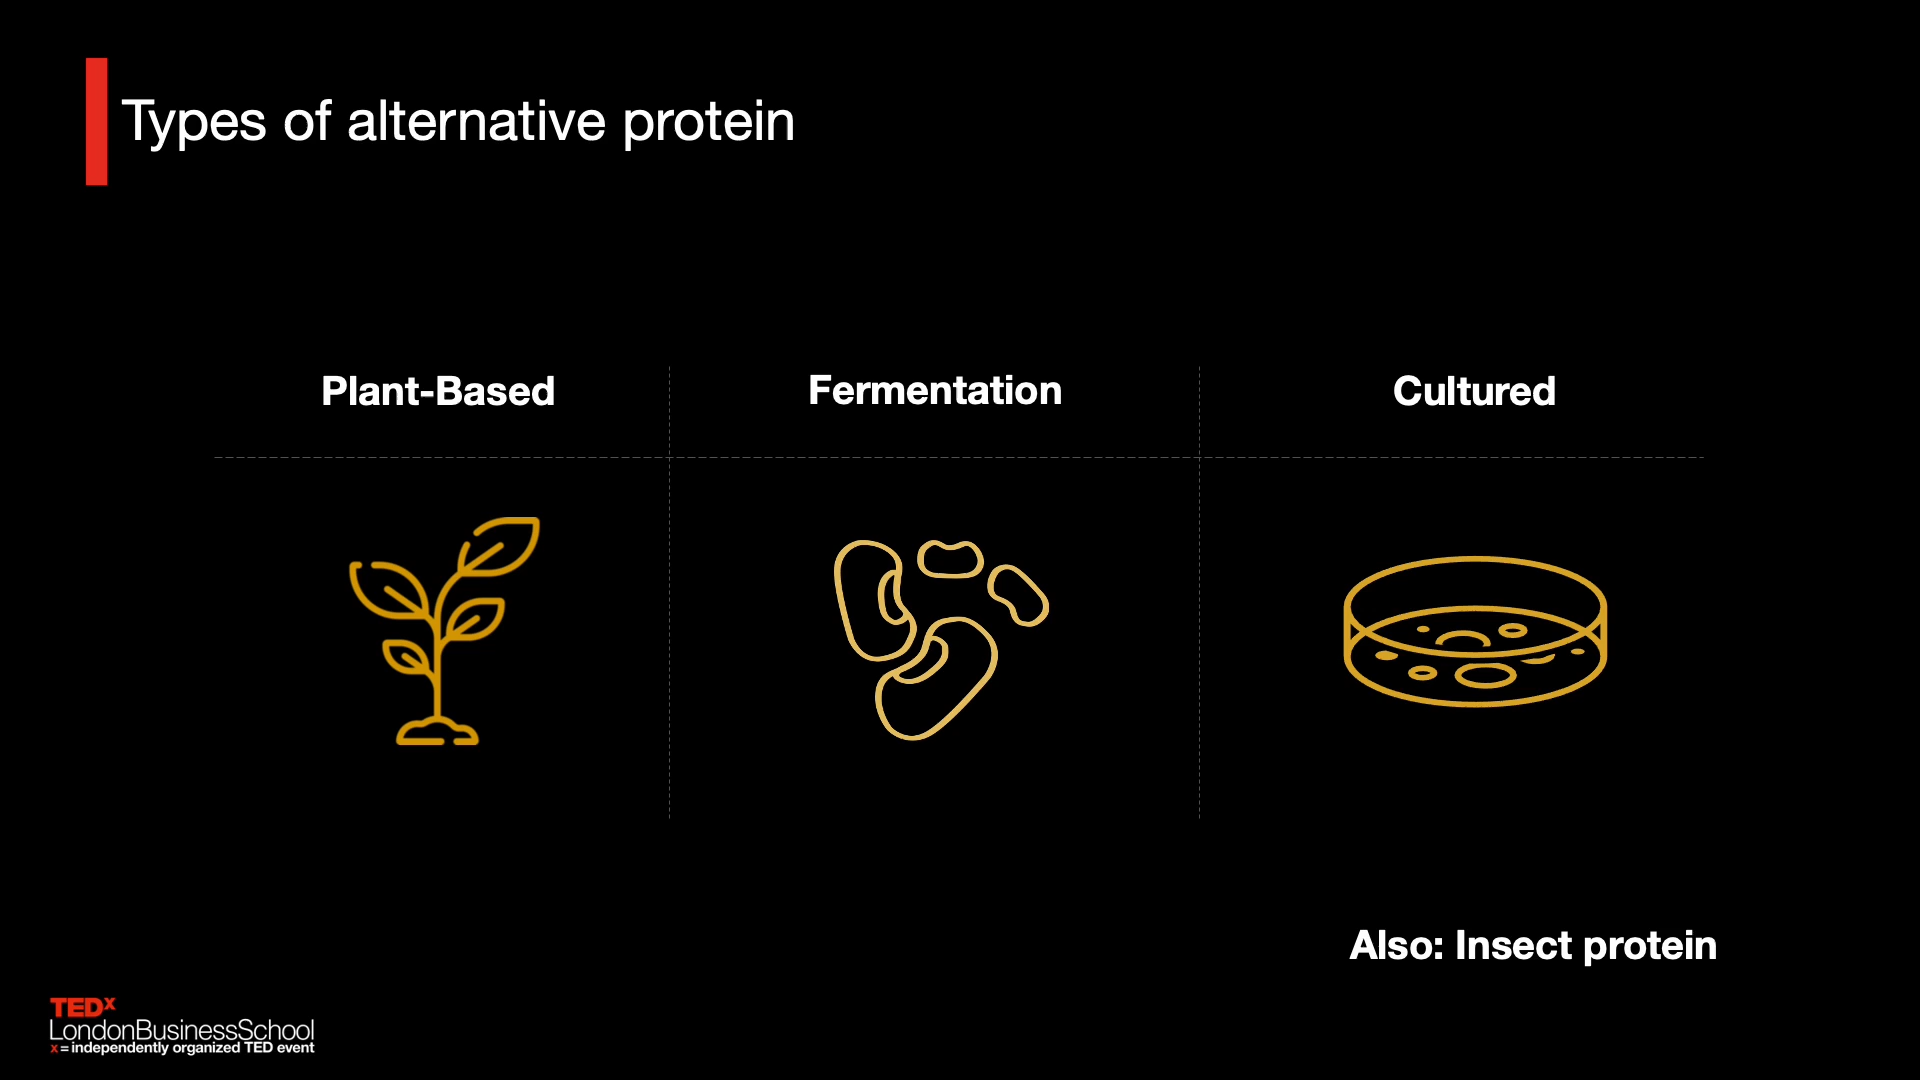 Types of alternative protein
Plant-Based
Fermentation
Cultured
Also: Insect protein
TEDx
LondonBusinessSchool
x = independently organized TED event